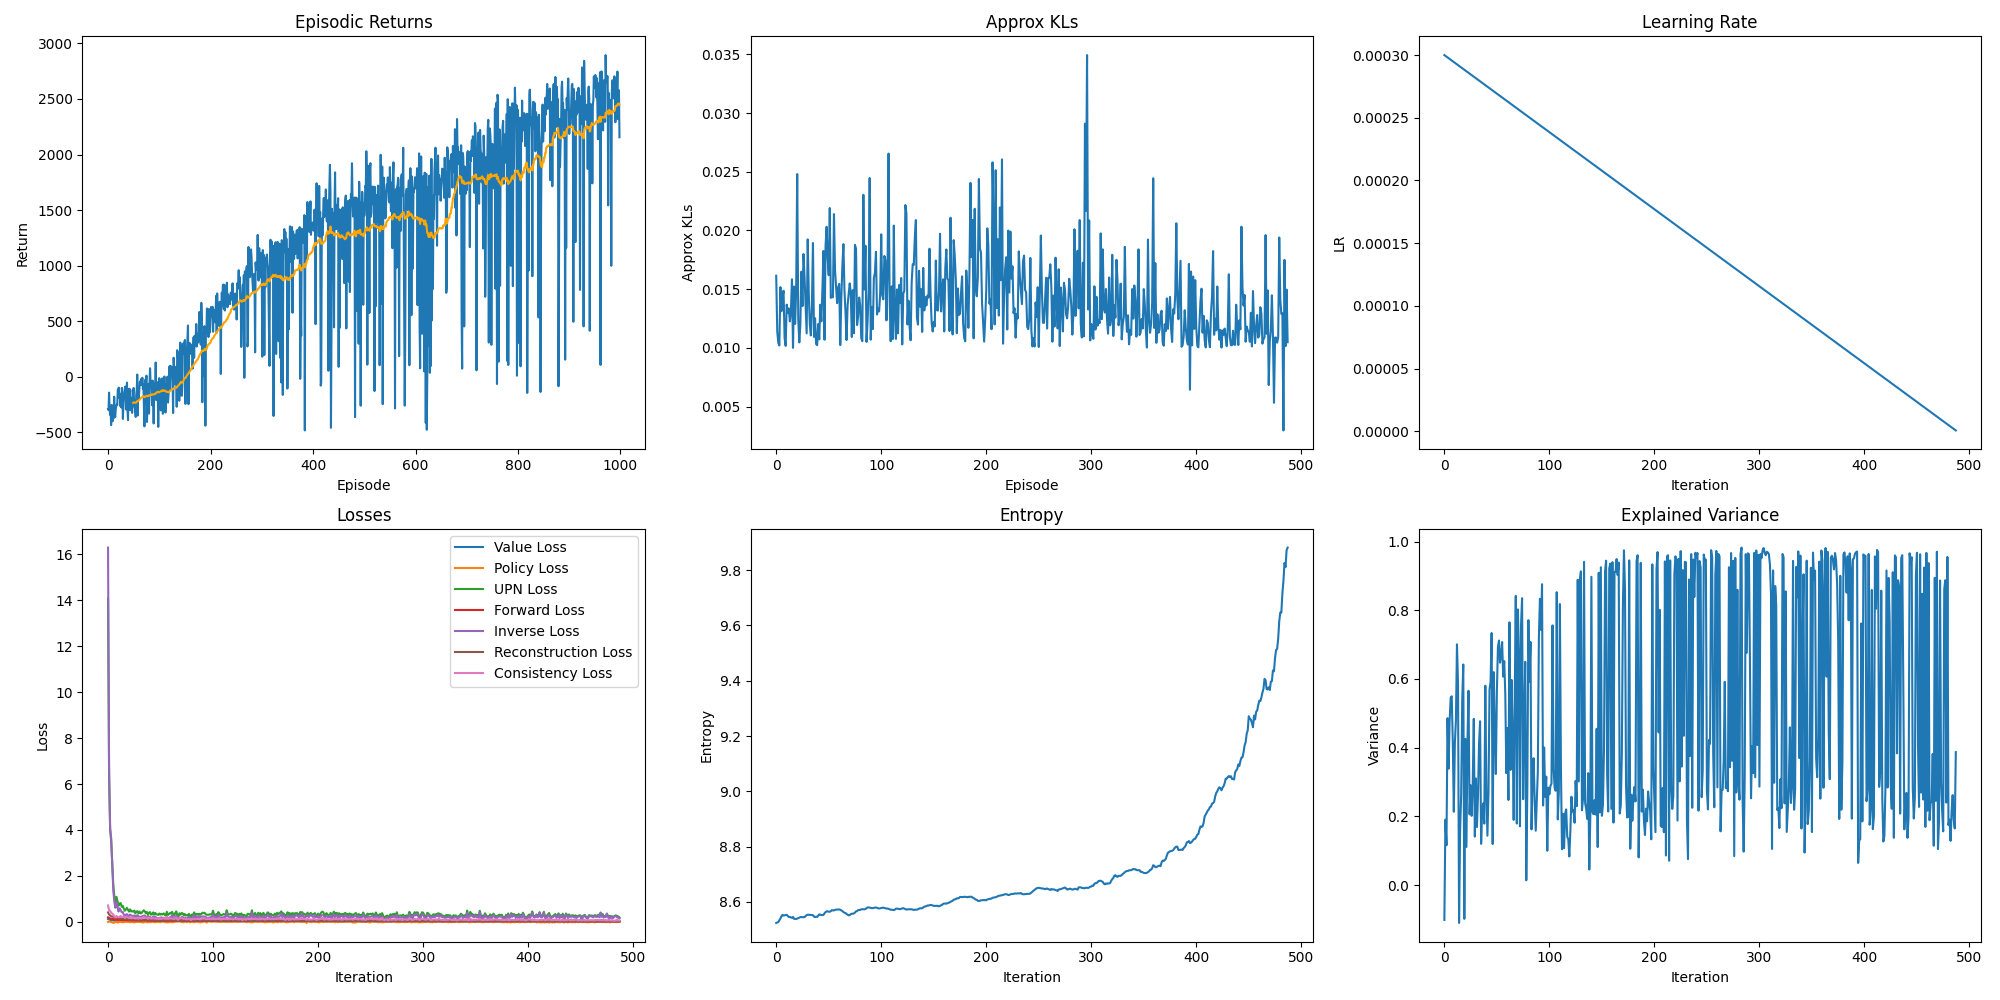 Episodic Returns
3000
2500
2000
1500
1000
500
0
−500
Return
0 200 400 600 800 1000
Episode
Approx KLs
0.035
0.030
0.025
0.020
0.015
0.010
0.005
Approx KLs
0 100 200 300 400 500
Episode
Learning Rate
0.00030
0.00025
0.00020
0.00015
0.00010
0.00005
0.00000
LR
0 100 200 300 400 500
Iteration
Losses
16
14
12
10
8
6
4
2
0
Loss
Value Loss
Policy Loss
UPN Loss
Forward Loss
Inverse Loss
Reconstruction Loss
Consistency Loss
0 100 200 300 400 500
Iteration
Entropy
9.8
9.6
9.4
9.2
9.0
8.8
8.6
Entropy
0 100 200 300 400 500
Iteration
Explained Variance
1.0
0.8
0.6
0.4
0.2
0.0
Variance
0 100 200 300 400 500
Iteration